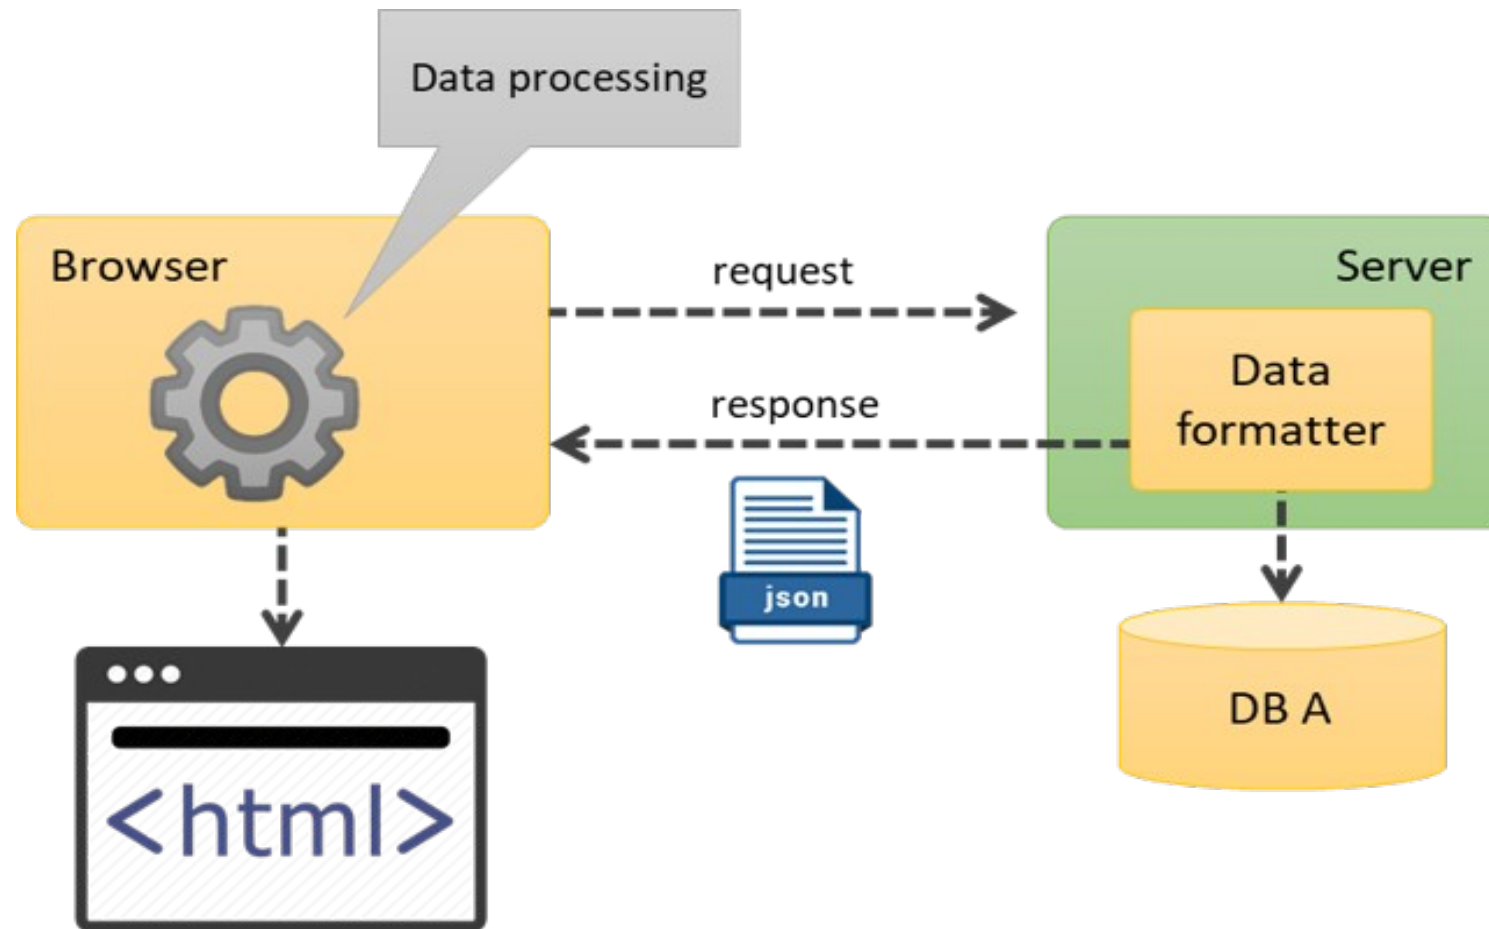 Data processing
Browser
request
Server
Data
formatter
response
json
DB A
<html>